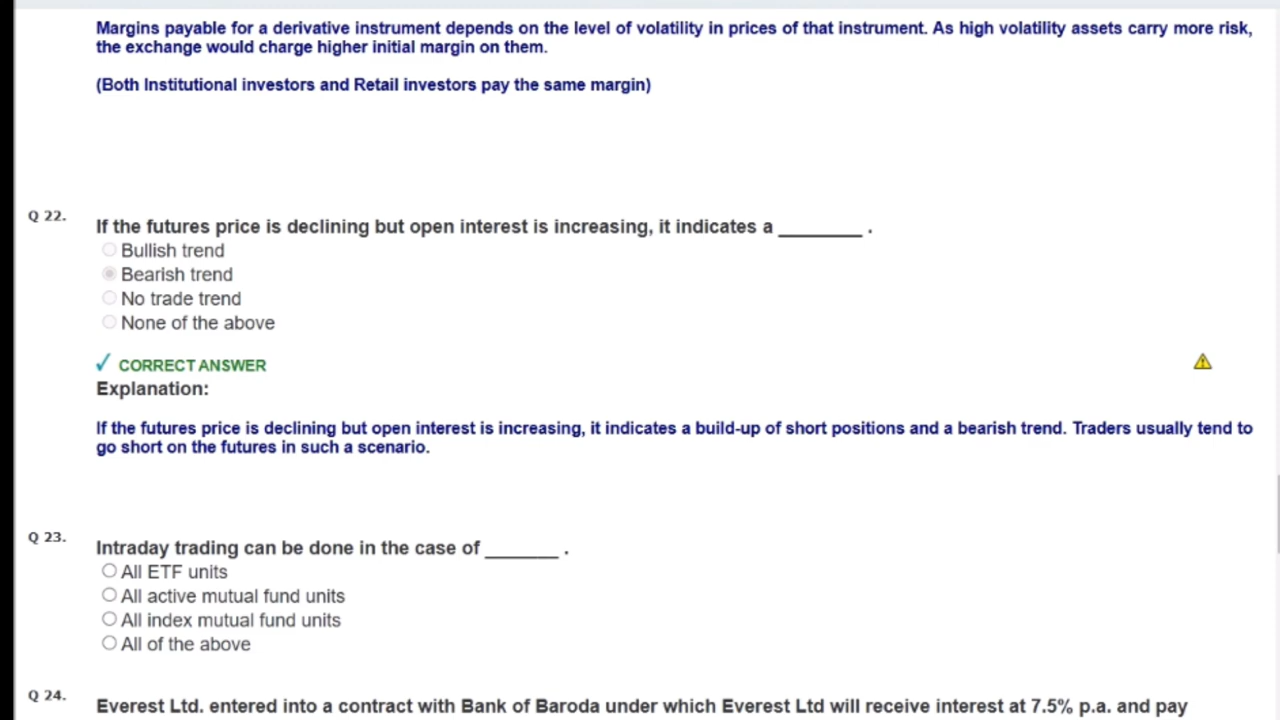 Margins payable for a derivative instrument depends on the level of volatility in prices of that instrument. As high volatility assets carry more risk,
the exchange would charge higher initial margin on them.
(Both Institutional investors and Retail investors pay the same margin)
Q 22.
If the futures price is declining but open interest is increasing, it indicates a ________ .
Bullish trend
Bearish trend
No trade trend
None of the above
✓ CORRECT ANSWER
Explanation:
If the futures price is declining but open interest is increasing, it indicates a build-up of short positions and a bearish trend. Traders usually tend to
go short on the futures in such a scenario.
Q 23.
Intraday trading can be done in the case of _______ .
All ETF units
All active mutual fund units
All index mutual fund units
All of the above
Q 24.
Everest Ltd. entered into a contract with Bank of Baroda under which Everest Ltd will receive interest at 7.5% p.a. and pay